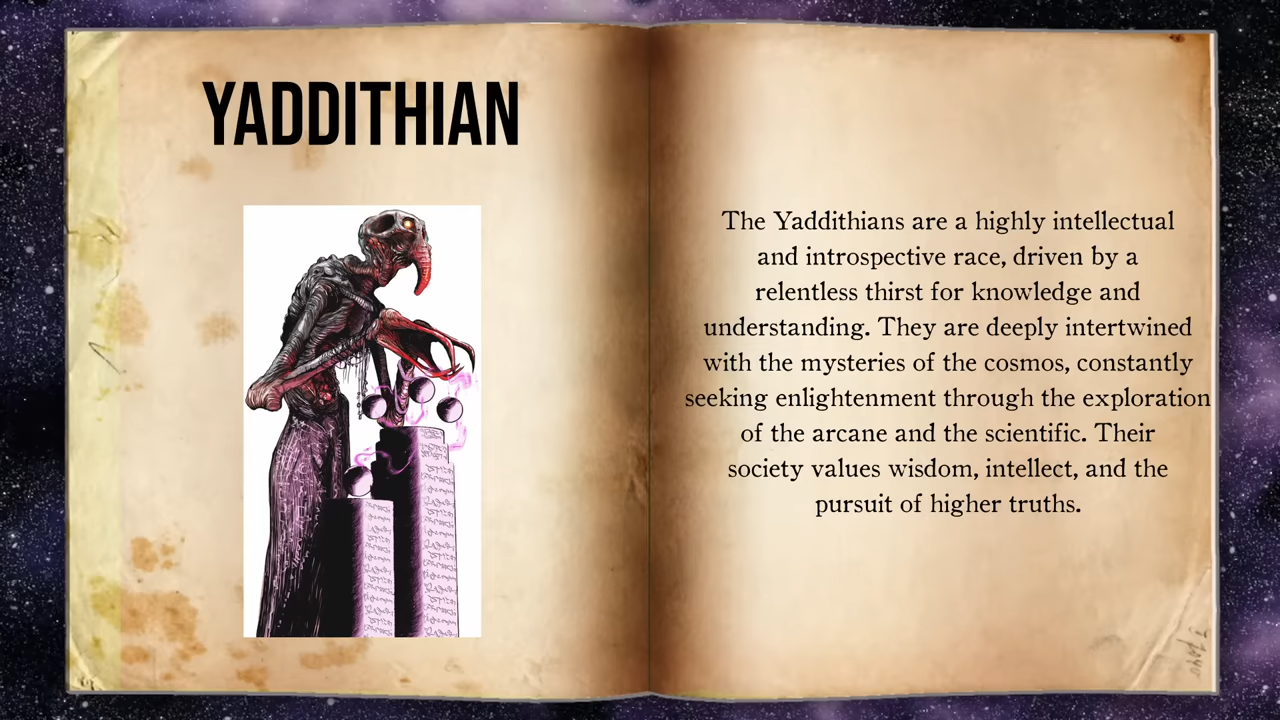 YADDITHIAN
The Yaddithians are a highly intellectual
and introspective race, driven by a
relentless thirst for knowledge and
understanding. They are deeply intertwined
with the mysteries of the cosmos, constantly
seeking enlightenment through the exploration
of the arcane and the scientific. Their
society values wisdom, intellect, and the
pursuit of higher truths.